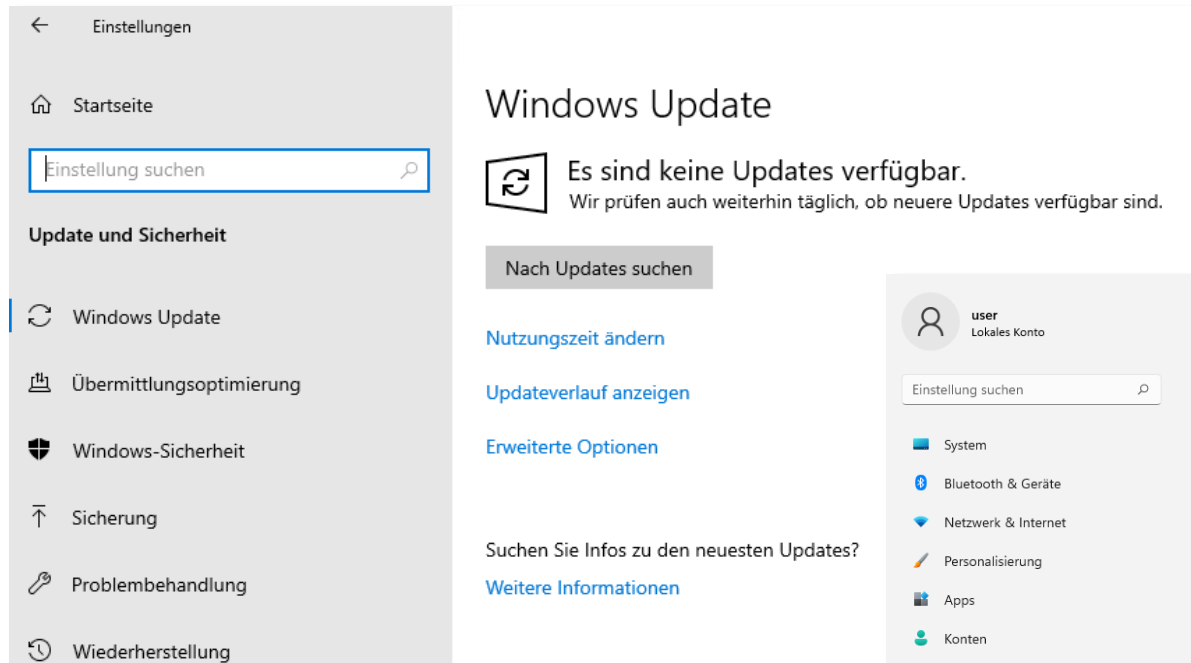 Einstellungen
Startseite
Einstellung suchen
Update und Sicherheit
Windows Update
Übermittlungsoptimierung
Windows-Sicherheit
Sicherung
Problembehandlung
Wiederherstellung
Windows Update
Es sind keine Updates verfügbar.
Wir prüfen auch weiterhin täglich, ob neuere Updates verfügbar sind.
Nach Updates suchen
Nutzungszeit ändern
Updateverlauf anzeigen
Erweiterte Optionen
Suchen Sie Infos zu den neuesten Updates?
Weitere Informationen
user
Lokales Konto
Einstellung suchen
System
Bluetooth & Geräte
Netzwerk & Internet
Personalisierung
Apps
Konten